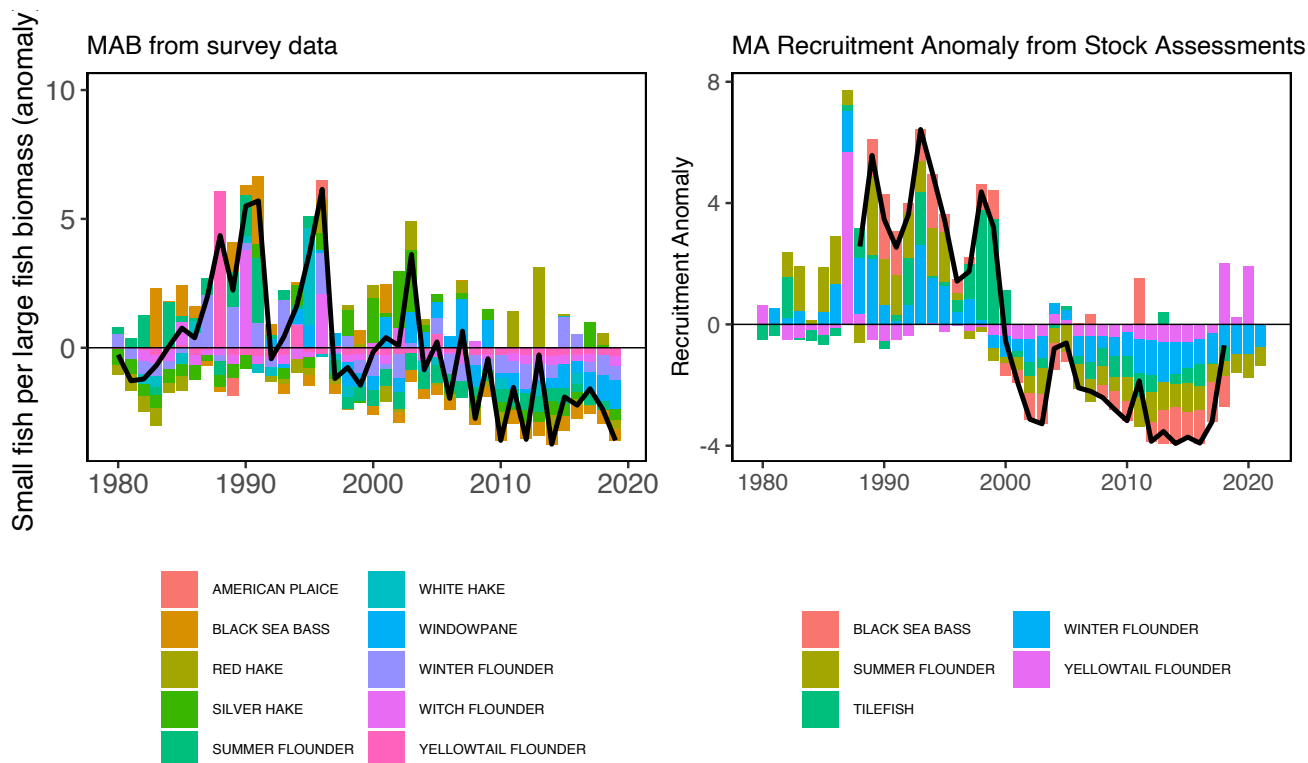 MAB from survey data
Small fish per large fish biomass (anomaly)
10
5
0
1980
1990
2000
2010
2020
AMERICAN PLAICE
BLACK SEA BASS
RED HAKE
SILVER HAKE
SUMMER FLOUNDER
WHITE HAKE
WINDOWPANE
WINTER FLOUNDER
WITCH FLOUNDER
YELLOWTAIL FLOUNDER
MA Recruitment Anomaly from Stock Assessments
Recruitment Anomaly
8
4
0
-4
1980
1990
2000
2010
2020
BLACK SEA BASS
SUMMER FLOUNDER
TILEFISH
WINTER FLOUNDER
YELLOWTAIL FLOUNDER